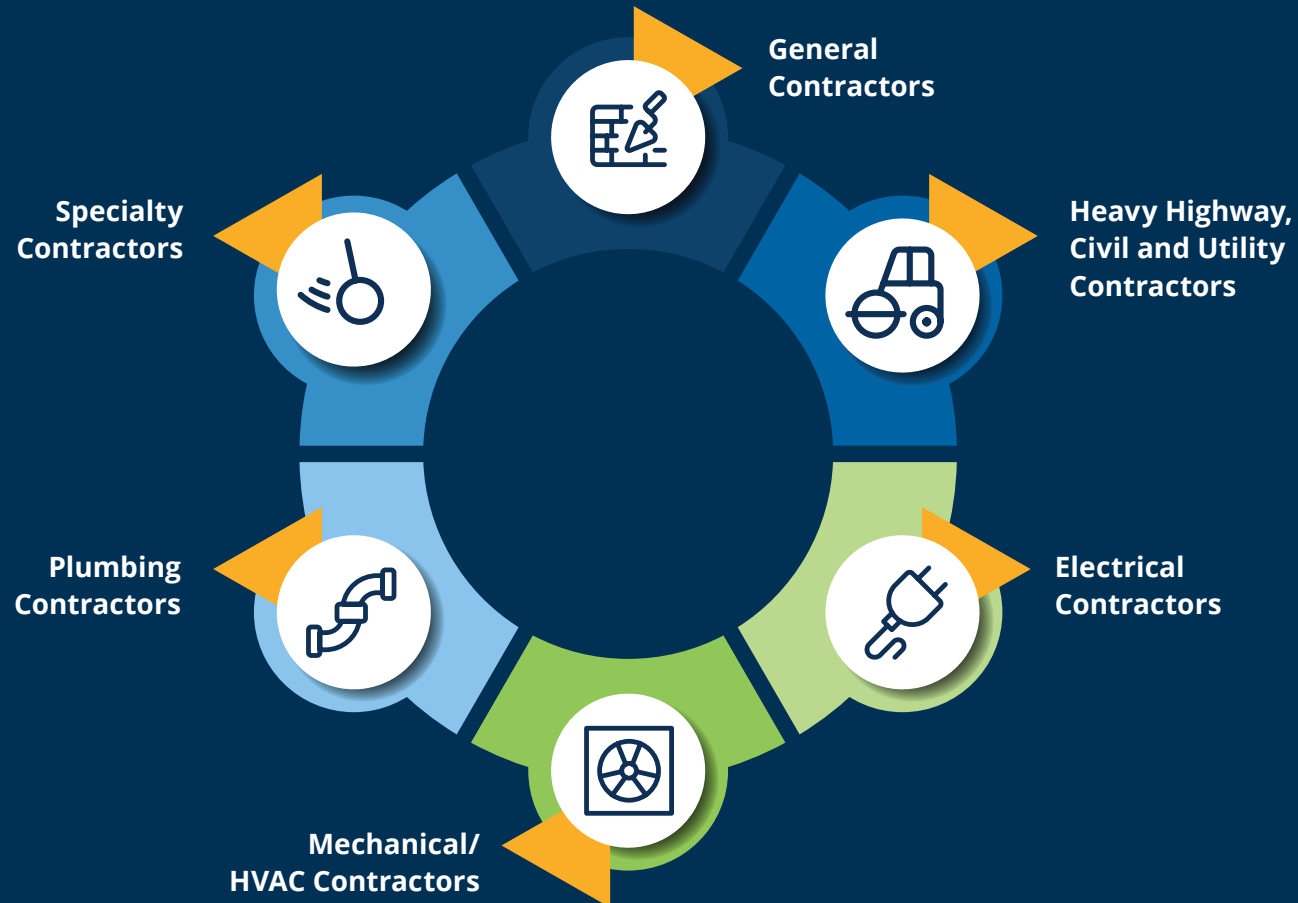 General
Contractors
Heavy Highway,
Civil and Utility
Contractors
Electrical
Contractors
Mechanical/
HVAC Contractors
Plumbing
Contractors
Specialty
Contractors